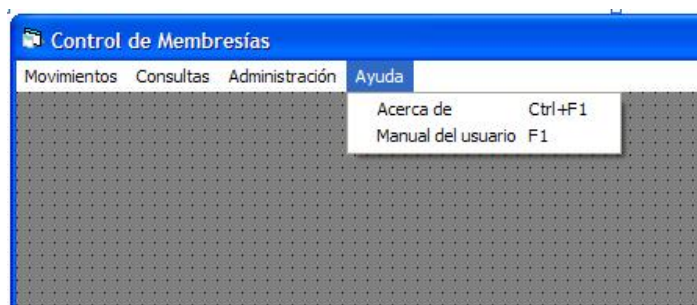 Control de Membresías
Movimientos Consultas Administración Ayuda
Acerca de Ctrl+F1
Manual del usuario F1